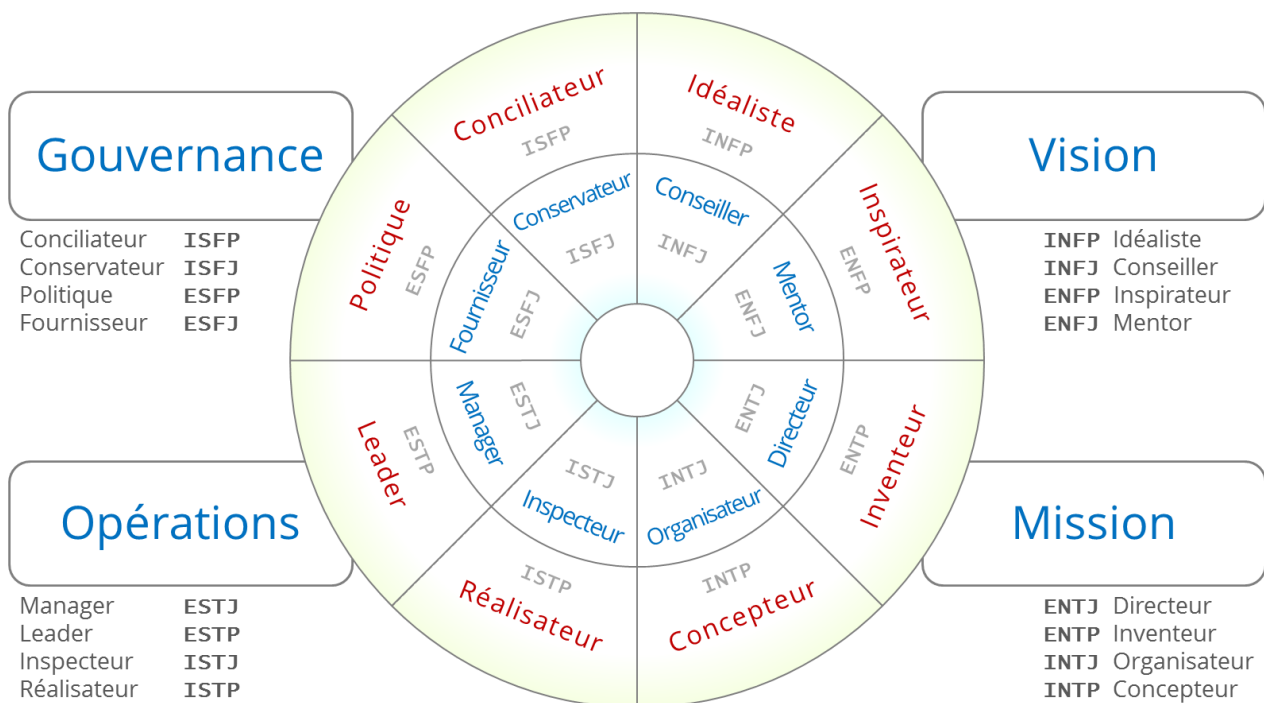 Gouvernance
Conciliateur ISFP
Conservateur ISFJ
Politique ESFP
Fournisseur ESFJ
Vision
INFP Idéaliste
INFJ Conseiller
ENFP Inspirateur
ENFJ Mentor
Conciliateur
ISFP
Idéaliste
INFP
Politique
ESFP
Inspirateur
ENFP
Conservateur
ISFJ
Conseiller
INFJ
Fournisseur
ESFJ
Mentor
ENFJ
Manager
ESTJ
Directeur
ENTJ
Inspecteur
ISTJ
Organisateur
INTJ
Leader
ESTP
Inventeur
ENTP
Réalisateur
ISTP
Concepteur
INTP
Opérations
Manager ESTJ
Leader ESTP
Inspecteur ISTJ
Réalisateur ISTP
Mission
ENTJ Directeur
ENTP Inventeur
INTJ Organisateur
INTP Concepteur